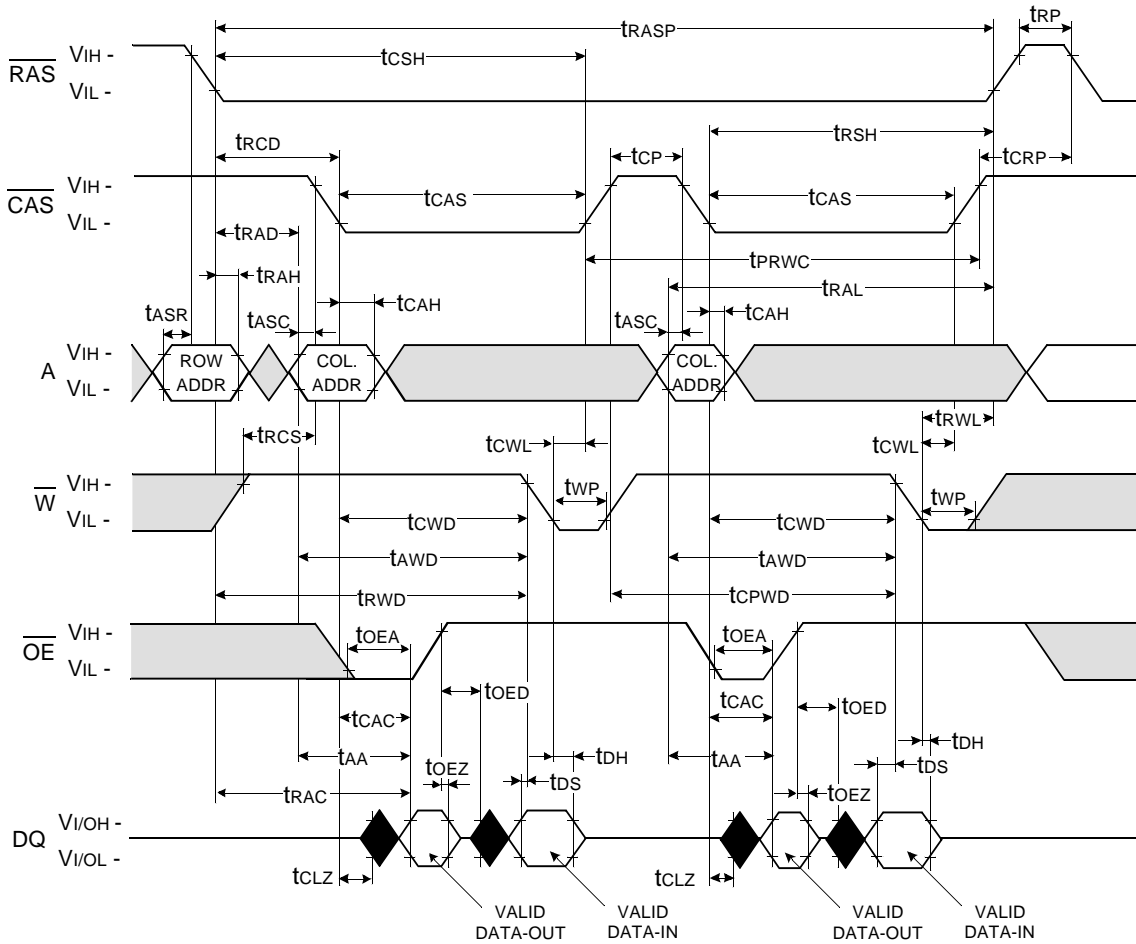 tRASP
tRP
tCSH
RAS
VIH -
VIL -
tRCD
tRSH
tCP
tCRP
CAS
VIH -
VIL -
tCAS
tCAS
tRAD
tPRWC
tRAH
tRAL
tCAH
tASR
tASC
tASC
tCAH
A
VIH -
VIL -
ROW
ADDR
COL.
ADDR
COL.
ADDR
tRCS
tCWL
tRWL
tCWL
W
VIH -
VIL -
tWP
tWP
tCWD
tCWD
tAWD
tAWD
tRWD
tCPWD
OE
VIH -
VIL -
tOEA
tOEA
tOED
tOED
tCAC
tCAC
tAA
tDH
tAA
tDH
tOEZ
tDS
tOEZ
tDS
tRAC
DQ
VI/OH -
VI/OL -
tCLZ
tCLZ
VALID
DATA-OUT
VALID
DATA-IN
VALID
DATA-OUT
VALID
DATA-IN